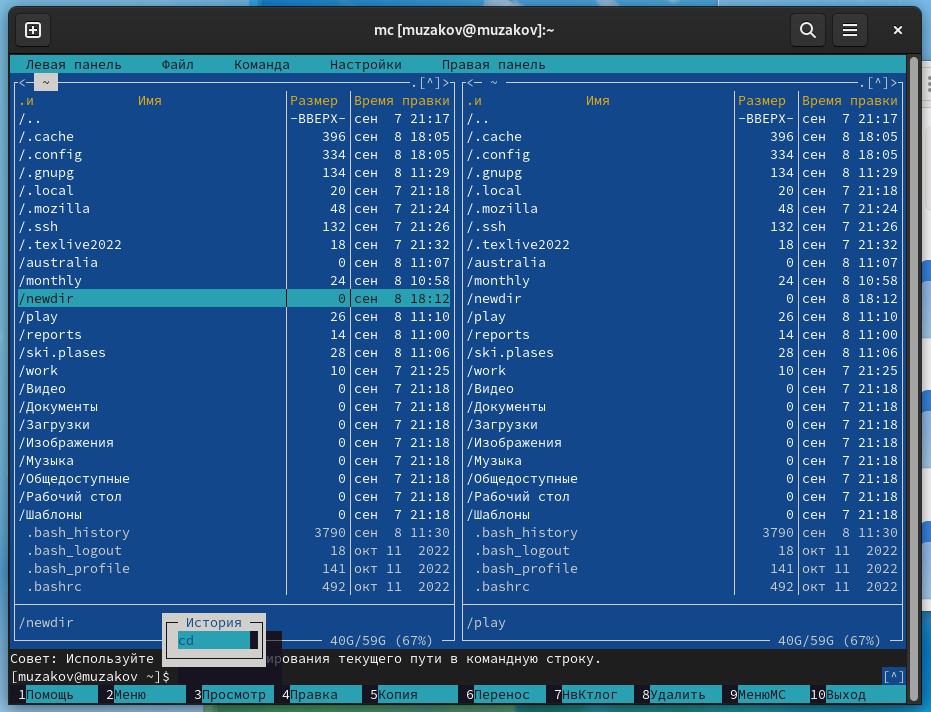 mc [muzakov@muzakov]:~
Левая панель Файл Команда Настройки Правая панель
<─ ~ .[^]> <─ ~ .[^]>
.и Имя Размер Время правки .и Имя Размер Время правки
/.. -ВВЕРХ- сен 7 21:17 /.. -ВВЕРХ- сен 7 21:17
/.cache 396 сен 8 18:05 /.cache 396 сен 8 18:05
/.config 334 сен 8 18:05 /.config 334 сен 8 18:05
/.gnupg 134 сен 8 11:29 /.gnupg 134 сен 8 11:29
/.local 20 сен 7 21:18 /.local 20 сен 7 21:18
/.mozilla 48 сен 7 21:24 /.mozilla 48 сен 7 21:24
/.ssh 132 сен 7 21:26 /.ssh 132 сен 7 21:26
/.texlive2022 18 сен 7 21:32 /.texlive2022 18 сен 7 21:32
/australia 0 сен 8 11:07 /australia 0 сен 8 11:07
/monthly 24 сен 8 10:58 /monthly 24 сен 8 10:58
/newdir 0 сен 8 18:12 /newdir 0 сен 8 18:12
/play 26 сен 8 11:10 /play 26 сен 8 11:10
/reports 14 сен 8 11:00 /reports 14 сен 8 11:00
/ski.plases 28 сен 8 11:06 /ski.plases 28 сен 8 11:06
/work 10 сен 7 21:25 /work 10 сен 7 21:25
/Видео 0 сен 7 21:18 /Видео 0 сен 7 21:18
/Документы 0 сен 7 21:18 /Документы 0 сен 7 21:18
/Загрузки 0 сен 7 21:18 /Загрузки 0 сен 7 21:18
/Изображения 0 сен 7 21:18 /Изображения 0 сен 7 21:18
/Музыка 0 сен 7 21:18 /Музыка 0 сен 7 21:18
/Общедоступные 0 сен 7 21:18 /Общедоступные 0 сен 7 21:18
/Рабочий стол 0 сен 7 21:18 /Рабочий стол 0 сен 7 21:18
/Шаблоны 0 сен 7 21:18 /Шаблоны 0 сен 7 21:18
.bash_history 3790 сен 8 11:30 .bash_history 3790 сен 8 11:30
.bash_logout 18 окт 11 2022 .bash_logout 18 окт 11 2022
.bash_profile 141 окт 11 2022 .bash_profile 141 окт 11 2022
.bashrc 492 окт 11 2022 .bashrc 492 окт 11 2022
/newdir История /play
cd 40G/59G (67%) 40G/59G (67%)
Совет: Используйте ирования текущего пути в командную строку.
[muzakov@muzakov ~]$ [^]
1Помощь 2Меню 3Просмотр 4Правка 5Копия 6Перенос 7НвКтлог 8Удалить 9МенюМС 10Выход